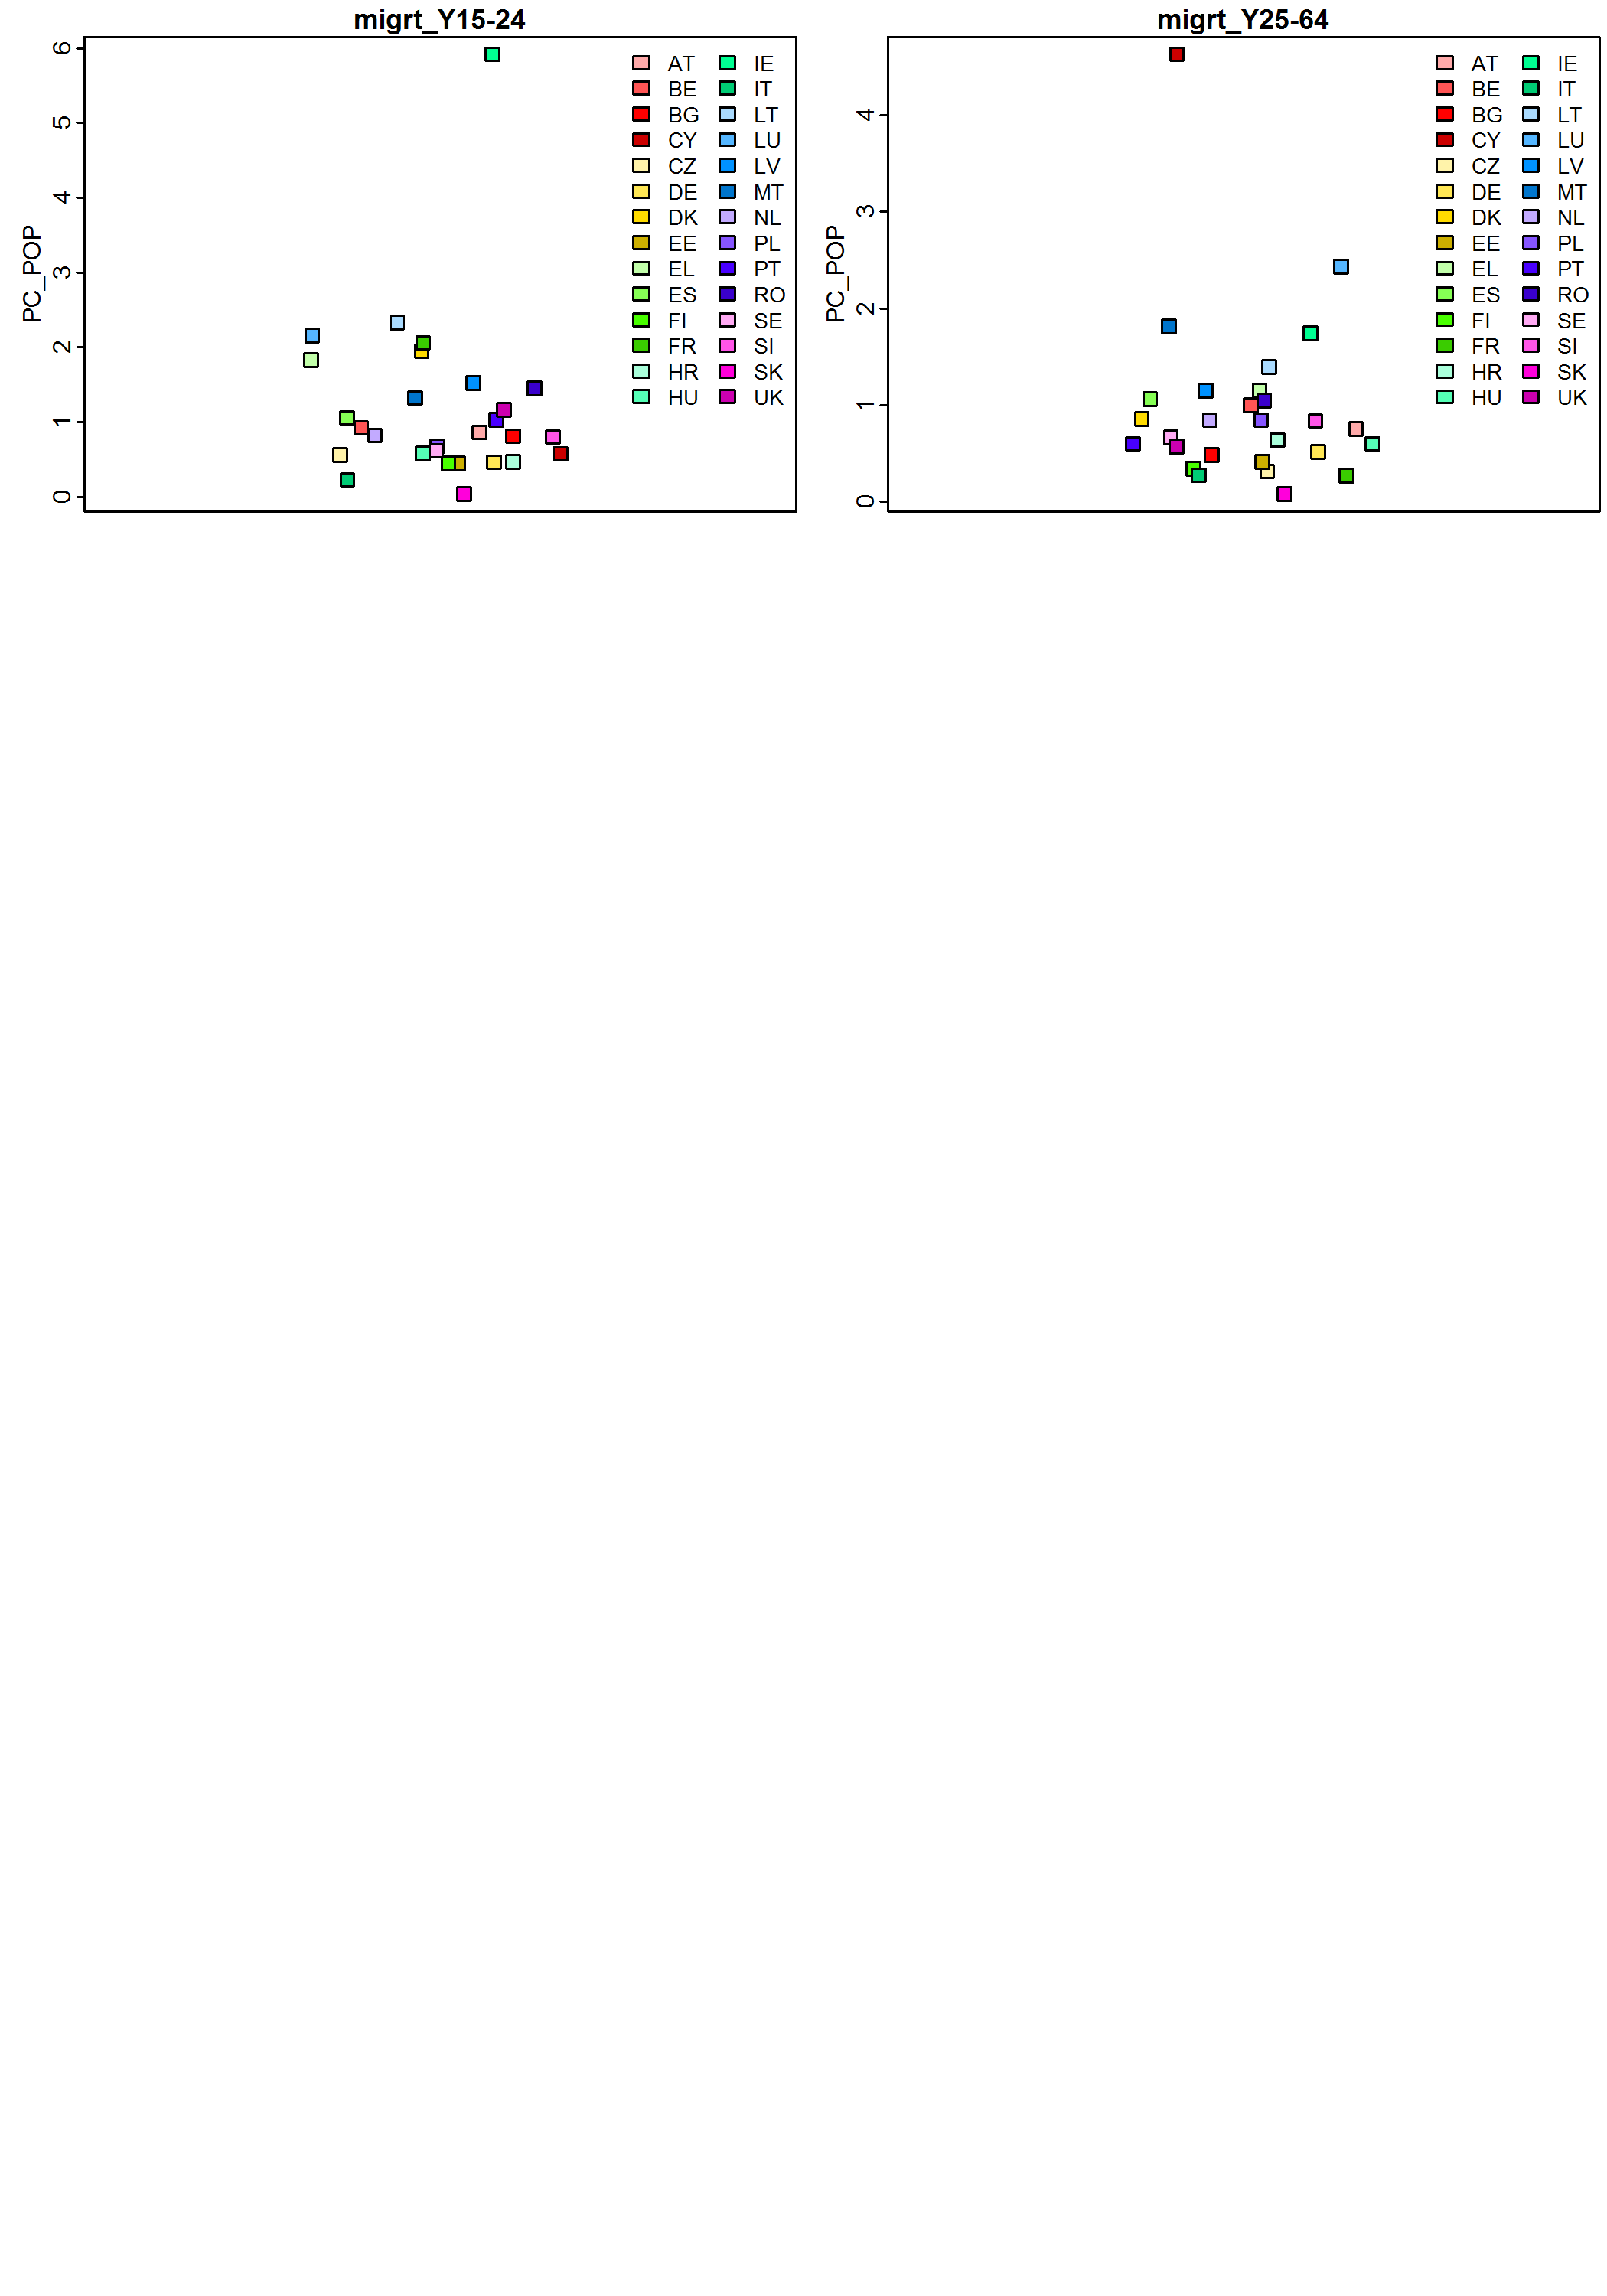 migrt_Y15-24
PC_POP
6
5
4
3
2
1
0
AT IE
BE IT
BG LT
CY LU
CZ LV
DE MT
DK NL
EE PL
EL PT
ES RO
FI SE
FR SI
HR SK
HU UK
migrt_Y25-64
PC_POP
4
3
2
1
0
AT IE
BE IT
BG LT
CY LU
CZ LV
DE MT
DK NL
EE PL
EL PT
ES RO
FI SE
FR SI
HR SK
HU UK